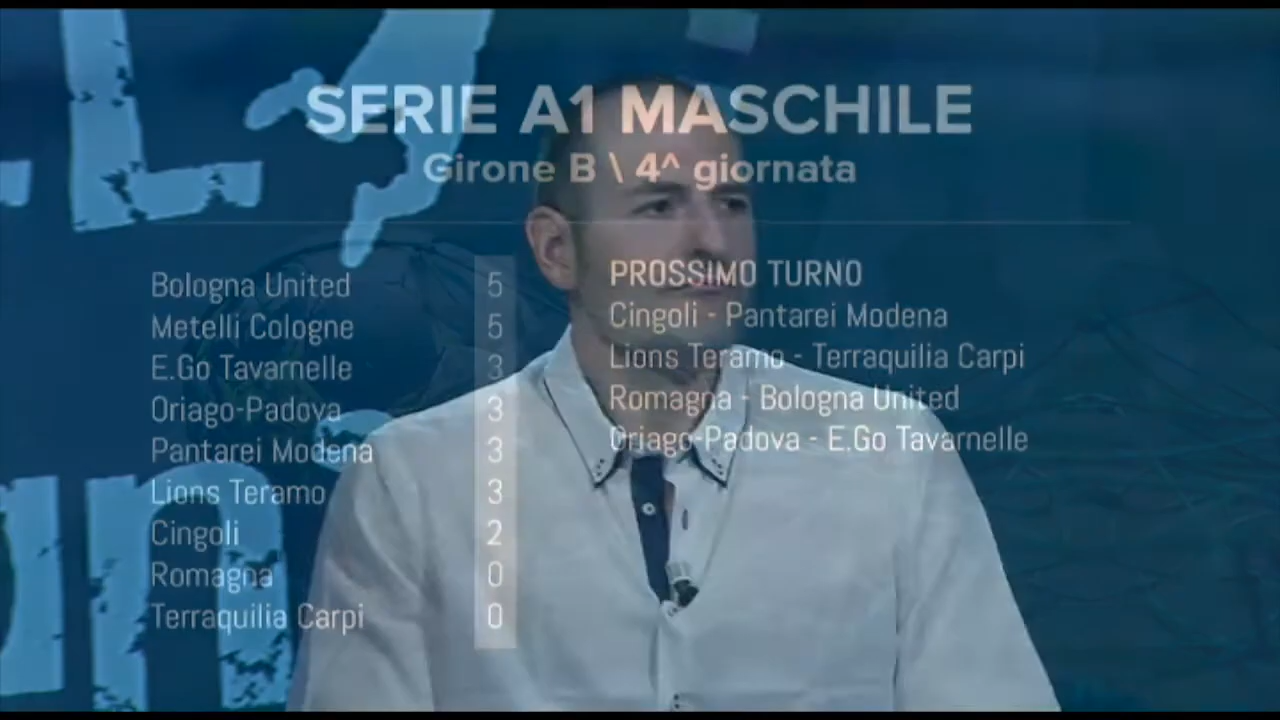 SERIE A1 MASCHILE
Girone B \ 4^ giornata
Bologna United 5
Metelli Cologne 5
E.Go Tavarnelle 3
Oriago-Padova 3
Pantarei Modena 3
Lions Teramo 3
Cingoli 2
Romagna 0
Terraquilia Carpi 0
PROSSIMO TURNO
Cingoli - Pantarei Modena
Lions Teramo - Terraquilia Carpi
Romagna - Bologna United
Oriago-Padova - E.Go Tavarnelle